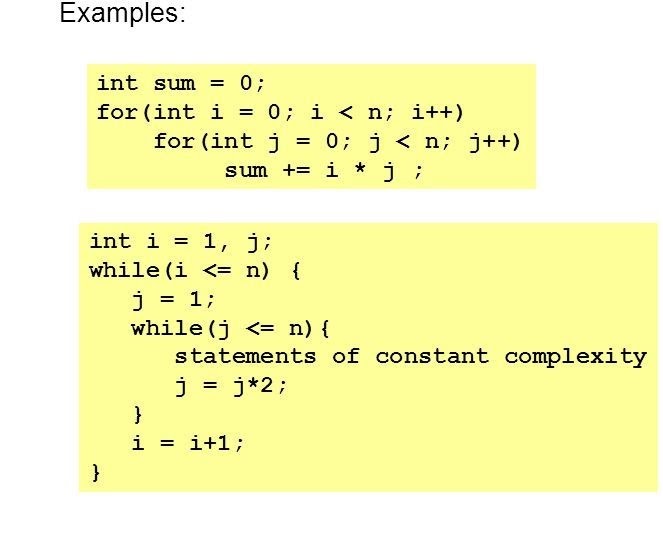 Examples:
int sum = 0;
for(int i = 0; i < n; i++)
for(int j = 0; j < n; j++)
sum += i * j ;
int i = 1, j;
while(i <= n) {
j = 1;
while(j <= n){
statements of constant complexity
j = j*2;
}
i = i+1;
}